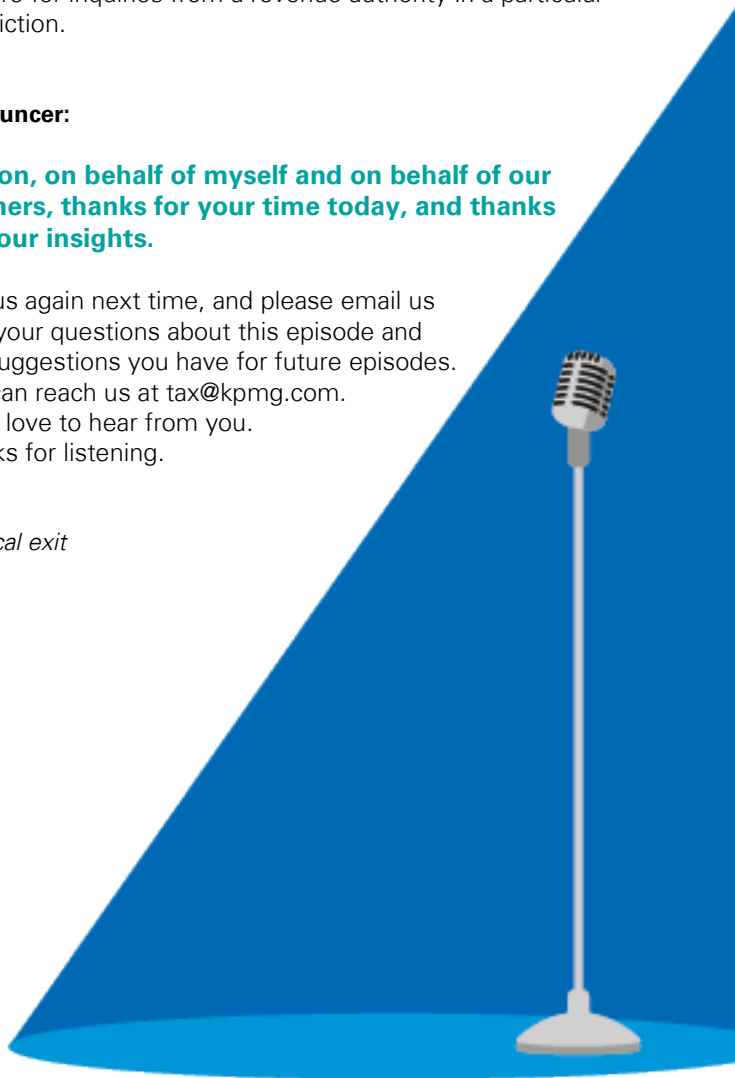 for inquiries from a revenue authority in a particular
iction.
uncer:
on, on behalf of myself and on behalf of our
ners, thanks for your time today, and thanks
our insights.
us again next time, and please email us
your questions about this episode and
uggestions you have for future episodes.
can reach us at tax@kpmg.com.
love to hear from you.
ks for listening.
cal exit